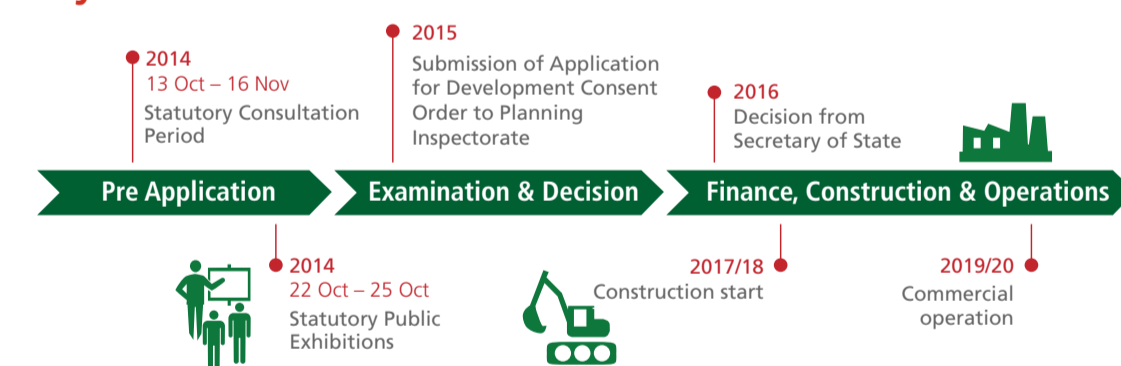 2014
13 Oct – 16 Nov
Statutory Consultation
Period
2015
Submission of Application
for Development Consent
Order to Planning
Inspectorate
2016
Decision from
Secretary of State
Pre Application
Examination & Decision
Finance, Construction & Operations
2014
22 Oct – 25 Oct
Statutory Public
Exhibitions
2017/18
Construction start
2019/20
Commercial
operation